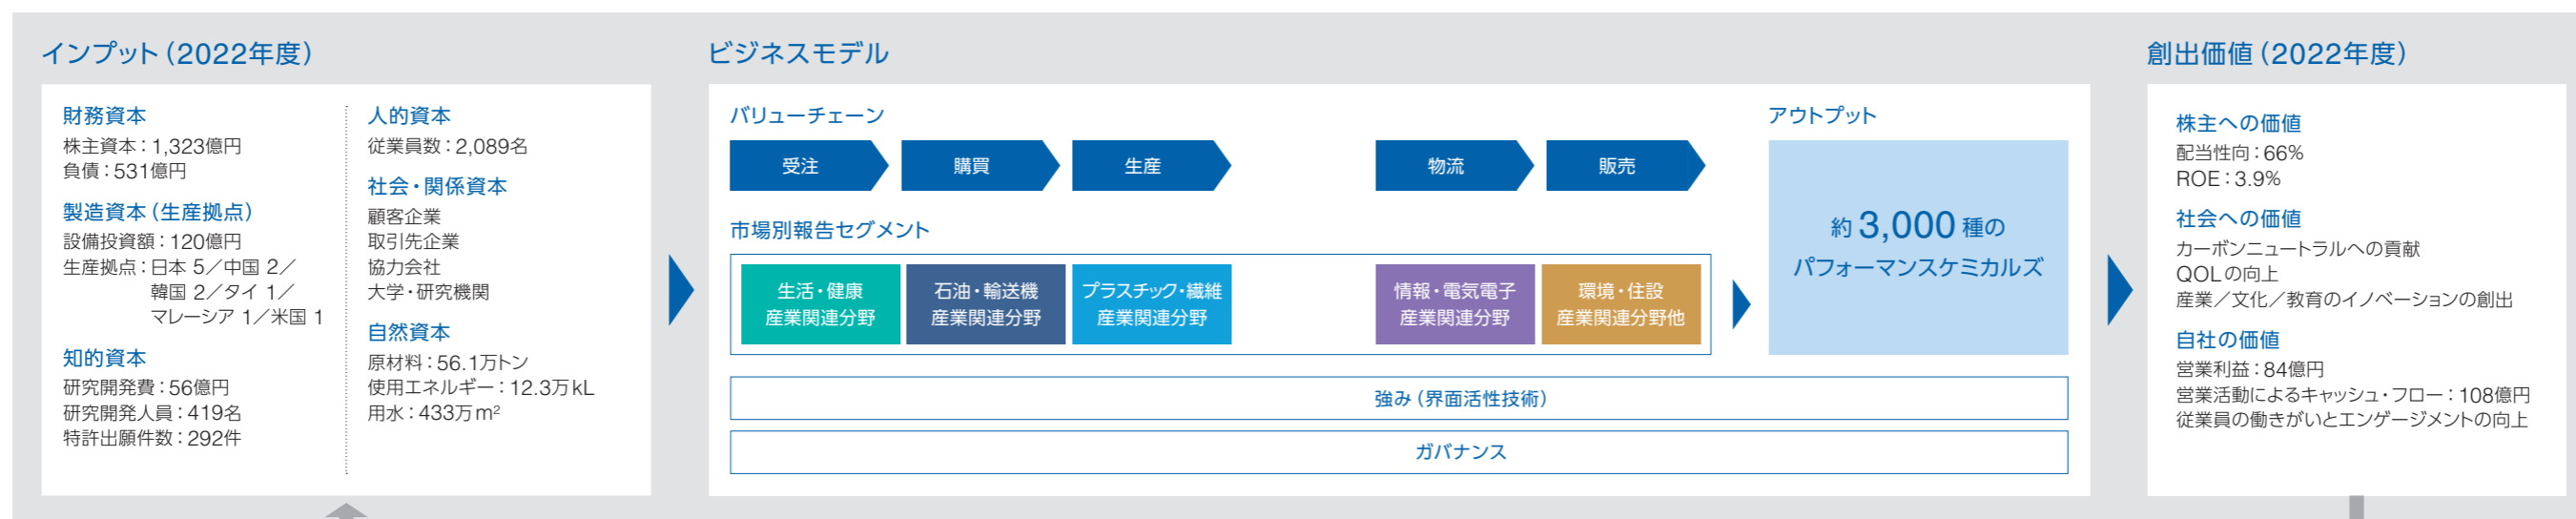 インプット（2022年度）
財務資本
株主資本：1,323億円
負債：531億円
製造資本（生産拠点）
設備投資額：120億円
生産拠点：日本 5／中国 2／
韓国 2／タイ 1／
マレーシア 1／米国 1
知的資本
研究開発費：56億円
研究開発人員：419名
特許出願件数：292件
人的資本
従業員数：2,089名
社会・関係資本
顧客企業
取引先企業
協力会社
大学・研究機関
自然資本
原材料：56.1万トン
使用エネルギー：12.3万kL
用水：433万m²
ビジネスモデル
バリューチェーン
受注
購買
生産
物流
販売
市場別報告セグメント
生活・健康
産業関連分野
石油・輸送機
産業関連分野
プラスチック・繊維
産業関連分野
情報・電気電子
産業関連分野
環境・住設
産業関連分野他
アウトプット
約3,000種の
パフォーマンスケミカルズ
強み（界面活性技術）
ガバナンス
創出価値（2022年度）
株主への価値
配当性向：66%
ROE：3.9%
社会への価値
カーボンニュートラルへの貢献
QOLの向上
産業／文化／教育のイノベーションの創出
自社の価値
営業利益：84億円
営業活動によるキャッシュ・フロー：108億円
従業員の働きがいとエンゲージメントの向上